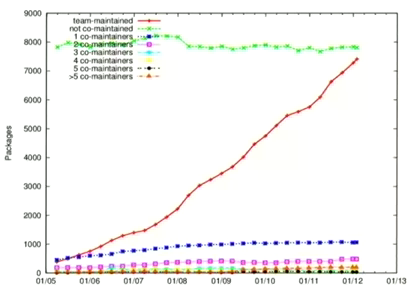 9000
8000
7000
6000
5000
4000
3000
2000
1000
0
Packages
team-maintained
not co-maintained
1 co-maintainers
2 co-maintainers
3 co-maintainers
4 co-maintainers
5 co-maintainers
>5 co-maintainers
01/05 01/06 01/07 01/08 01/09 01/10 01/11 01/12 01/13